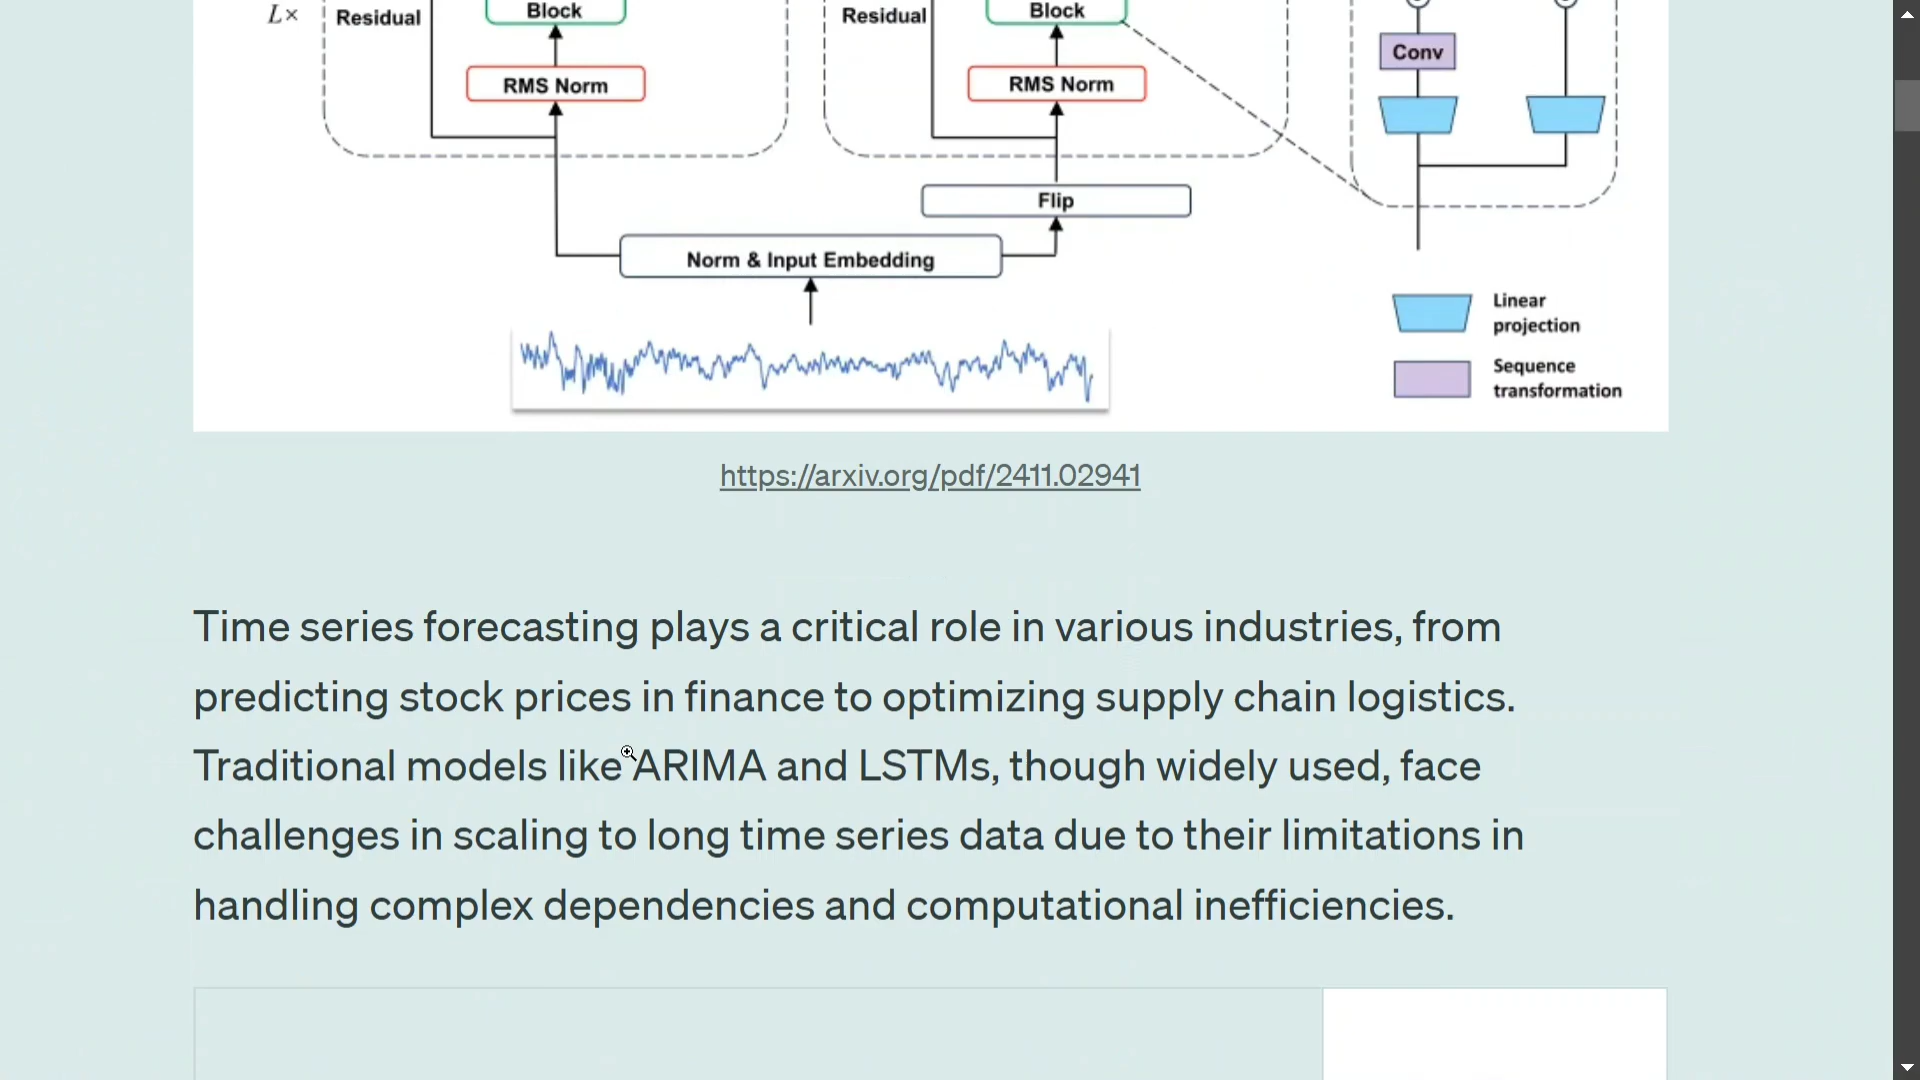 L×
Residual
Block
Residual
Block
Conv
RMS Norm
RMS Norm
Flip
Norm & Input Embedding
Linear
projection
Sequence
transformation
https://arxiv.org/pdf/2411.02941
Time series forecasting plays a critical role in various industries, from
predicting stock prices in finance to optimizing supply chain logistics.
Traditional models like ARIMA and LSTMs, though widely used, face
challenges in scaling to long time series data due to their limitations in
handling complex dependencies and computational inefficiencies.